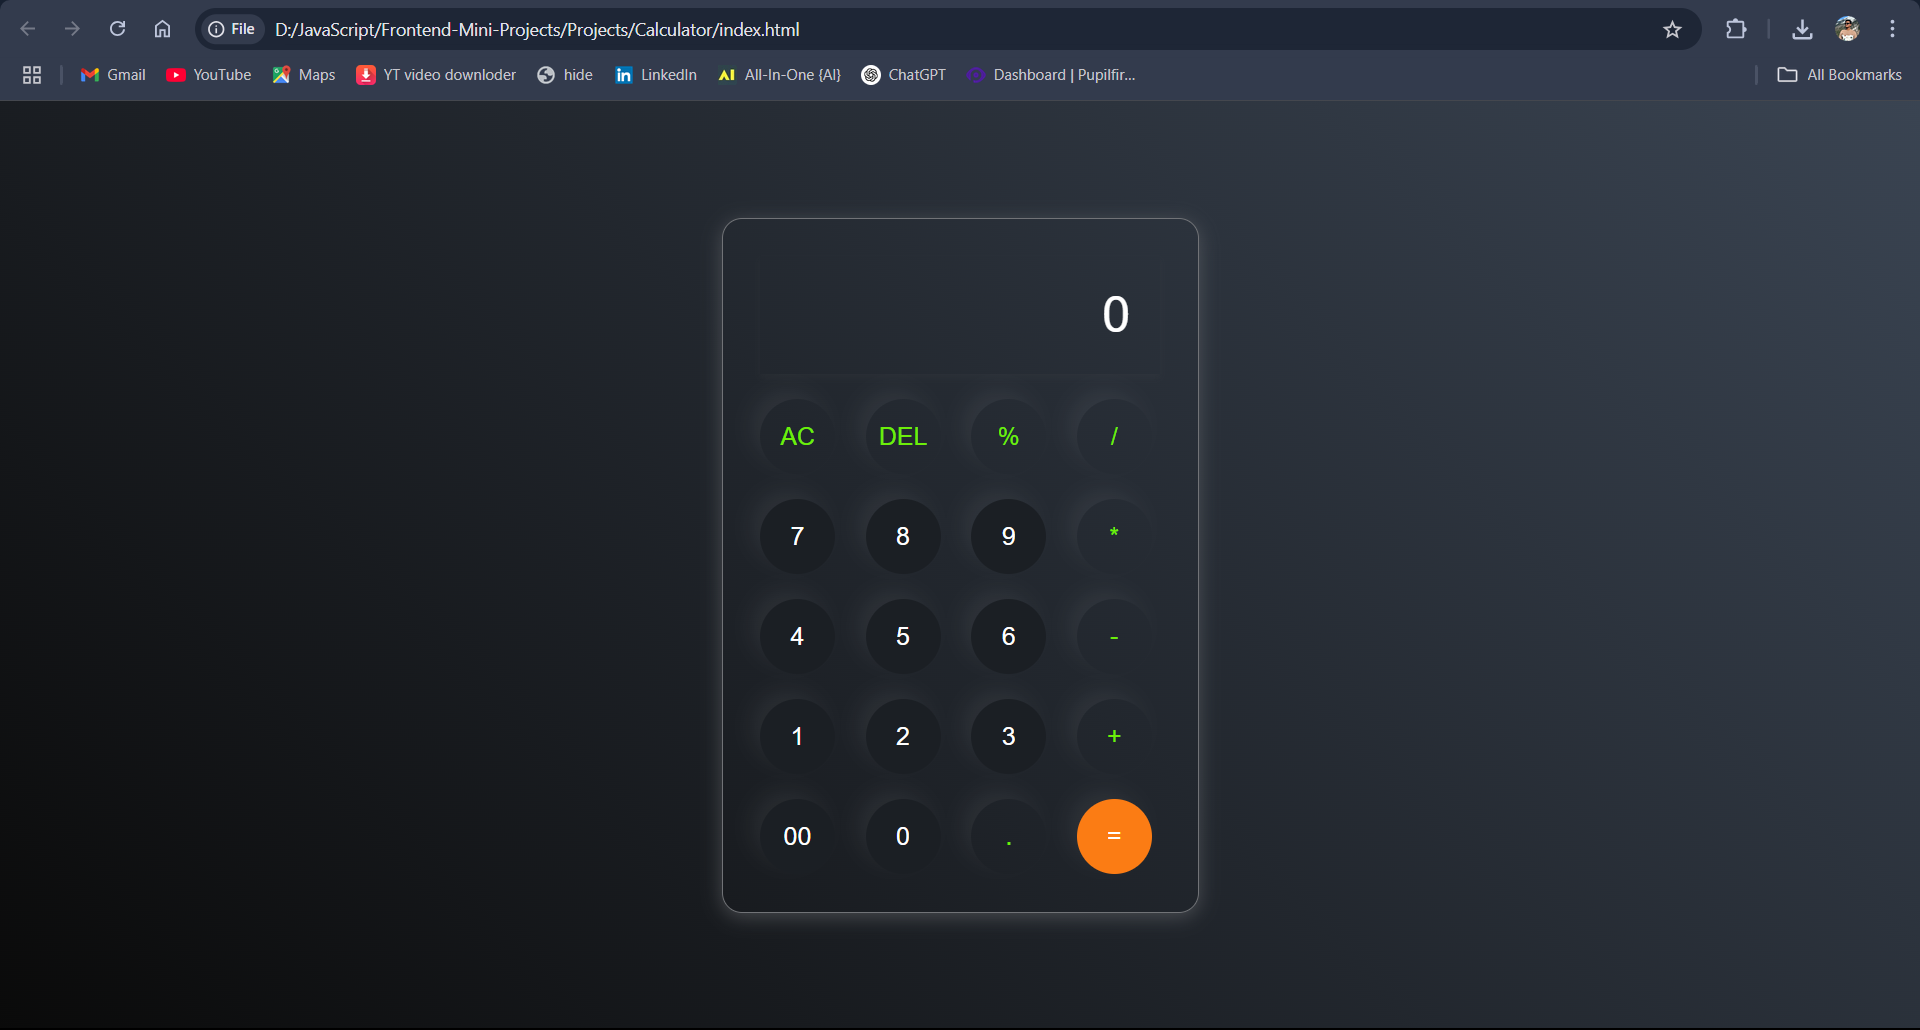 File D:/JavaScript/Frontend-Mini-Projects/Projects/Calculator/index.html
Gmail YouTube Maps YT video downloder hide in LinkedIn AI All-In-One {AI} ChatGPT Dashboard | Pupilfir... All Bookmarks
0
AC DEL % /
7 8 9 *
4 5 6 -
1 2 3 +
00 0 . =